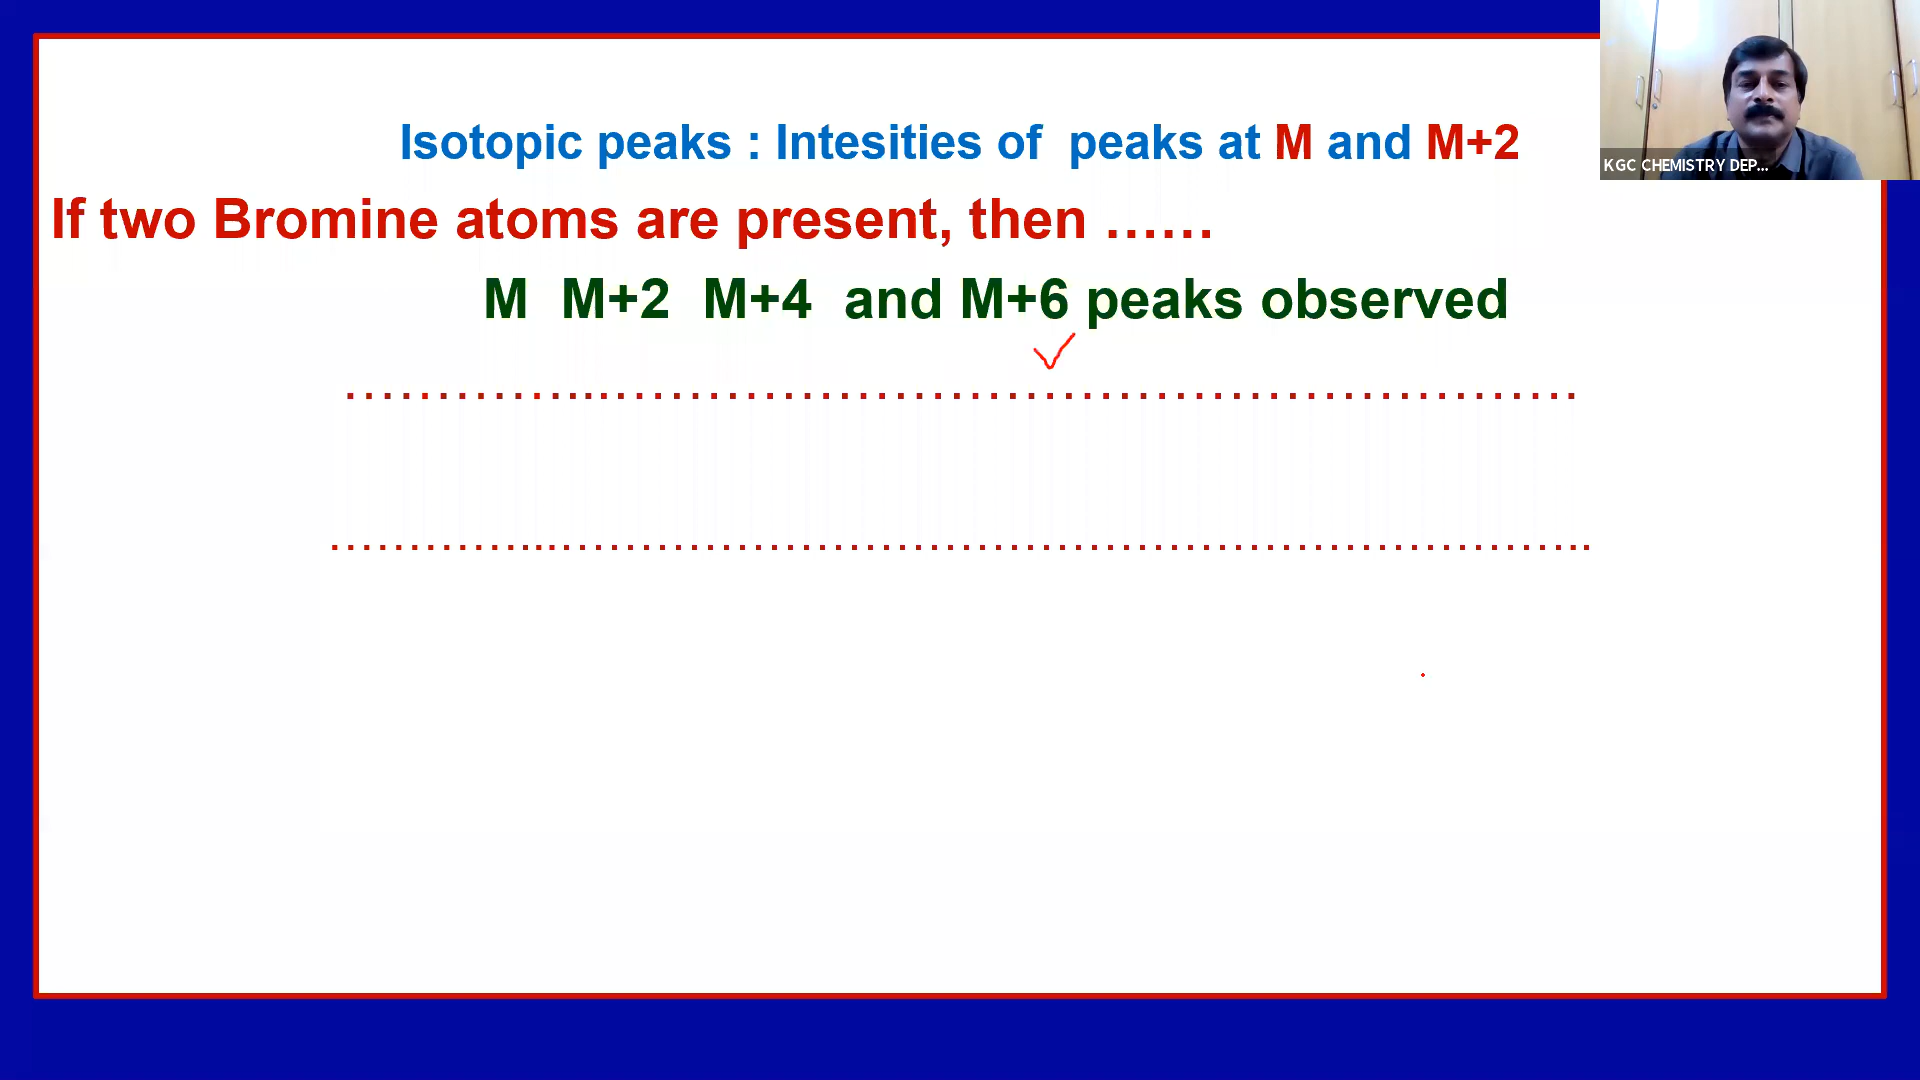 Isotopic peaks : Intesities of peaks at M and M+2
KGC CHEMISTRY DEP...
If two Bromine atoms are present, then ......
M M+2 M+4 and M+6 peaks observed